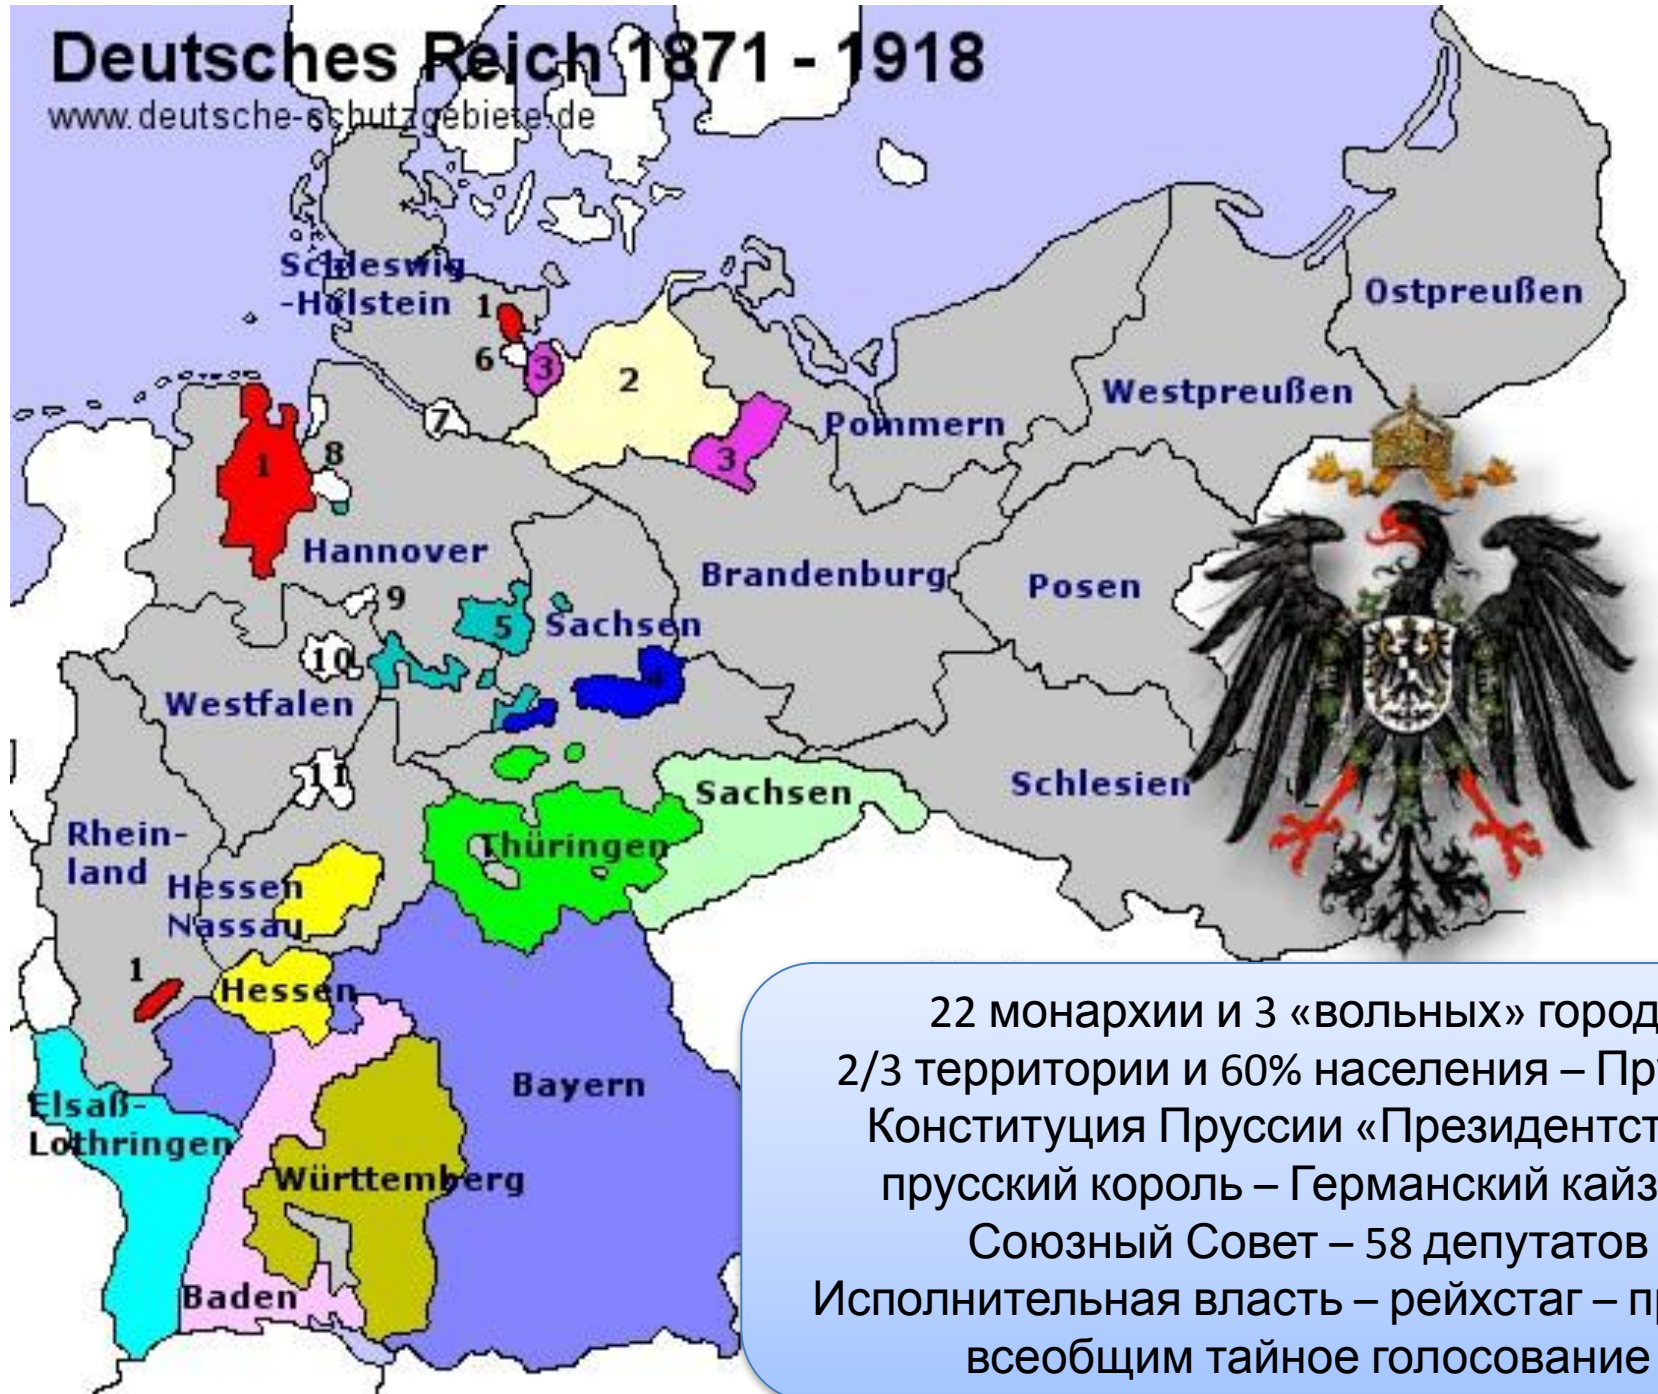 Deutsches Reich 1871 - 1918
www.deutsche-schutzgebiete.de
Schleswig
-Holstein
1
6
3
2
Ostpreußen
Westpreußen
7
Pommern
3
1
8
Hannover
Brandenburg
Posen
9
5
Sachsen
10
4
Westfalen
11
Schlesien
Sachsen
Rhein-
land
Thüringen
Hessen
Nassau
1
Hessen
Bayern
Elsaß-
Lothringen
Württemberg
Baden
22 монархии и 3 «вольных» город
2/3 территории и 60% населения – Пр
Конституция Пруссии «Президентст
прусский король – Германский кайз
Союзный Совет – 58 депутатов
Исполнительная власть – рейхстаг – п
всеобщим тайное голосование